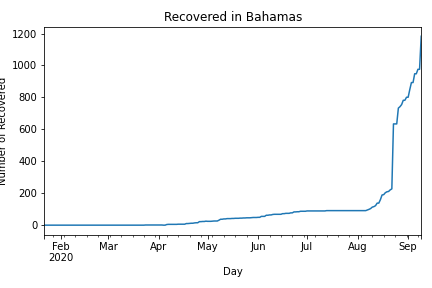 Recovered in Bahamas
Number of Recovered
1200
1000
800
600
400
200
0
Feb
2020
Mar
Apr
May
Jun
Jul
Aug
Sep
Day